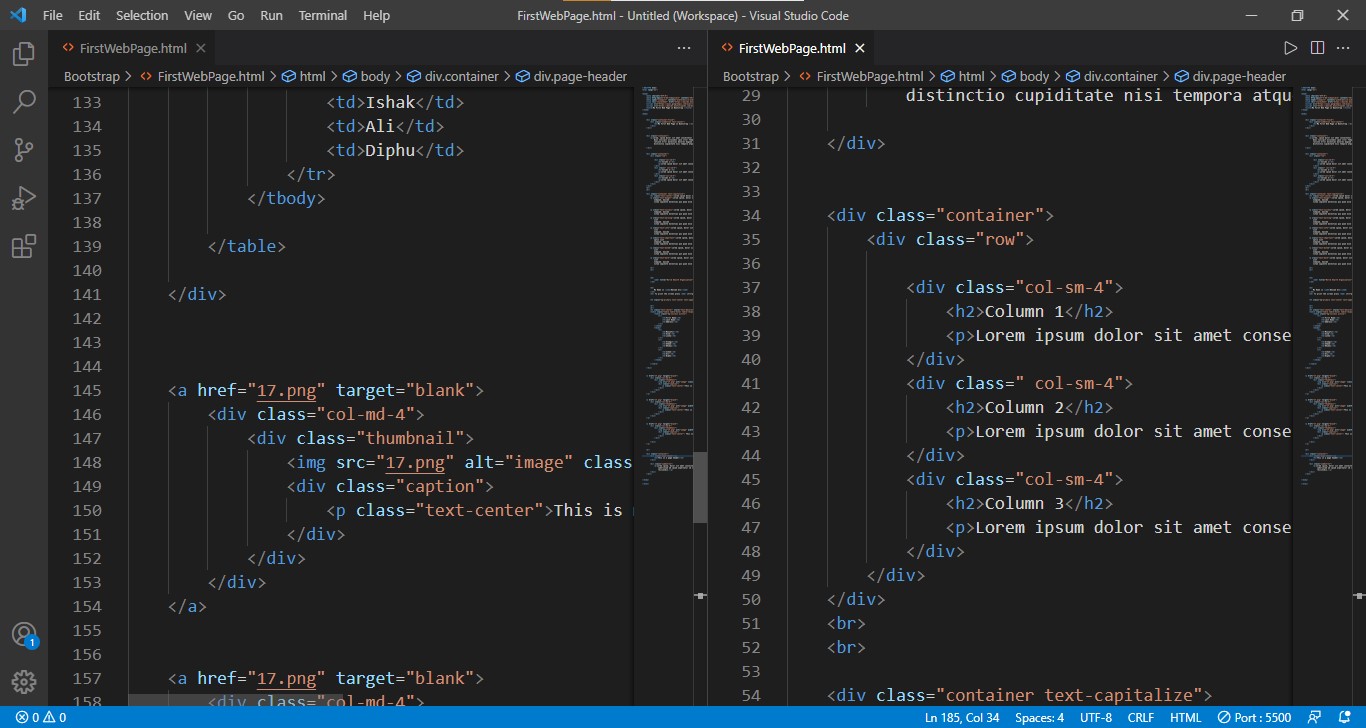 File Edit Selection View Go Run Terminal Help FirstWebPage.html - Untitled (Workspace) - Visual Studio Code
FirstWebPage.html
Bootstrap > FirstWebPage.html > html > body > div.container > div.page-header
133 <td>Ishak</td>
134 <td>Ali</td>
135 <td>Diphu</td>
136 </tr>
137 </tbody>
138
139 </table>
140
141 </div>
142
143
144
145 <a href="17.png" target="blank">
146 <div class="col-md-4">
147 <div class="thumbnail">
148 <img src="17.png" alt="image" class
149 <div class="caption">
150 <p class="text-center">This is
151 </div>
152 </div>
153 </div>
154 </a>
155
156
157 <a href="17.png" target="blank">
158 <div class="col-md-4">
FirstWebPage.html
Bootstrap > FirstWebPage.html > html > body > div.container > div.page-header
29 distinctio cupiditate nisi tempora atqu
30
31 </div>
32
33
34 <div class="container">
35 <div class="row">
36
37 <div class="col-sm-4">
38 <h2>Column 1</h2>
39 <p>Lorem ipsum dolor sit amet conse
40 </div>
41 <div class=" col-sm-4">
42 <h2>Column 2</h2>
43 <p>Lorem ipsum dolor sit amet conse
44 </div>
45 <div class="col-sm-4">
46 <h2>Column 3</h2>
47 <p>Lorem ipsum dolor sit amet conse
48 </div>
49 </div>
50 </div>
51 <br>
52 <br>
53
54 <div class="container text-capitalize">
1
0 0 Ln 185, Col 34 Spaces: 4 UTF-8 CRLF HTML Port : 5500